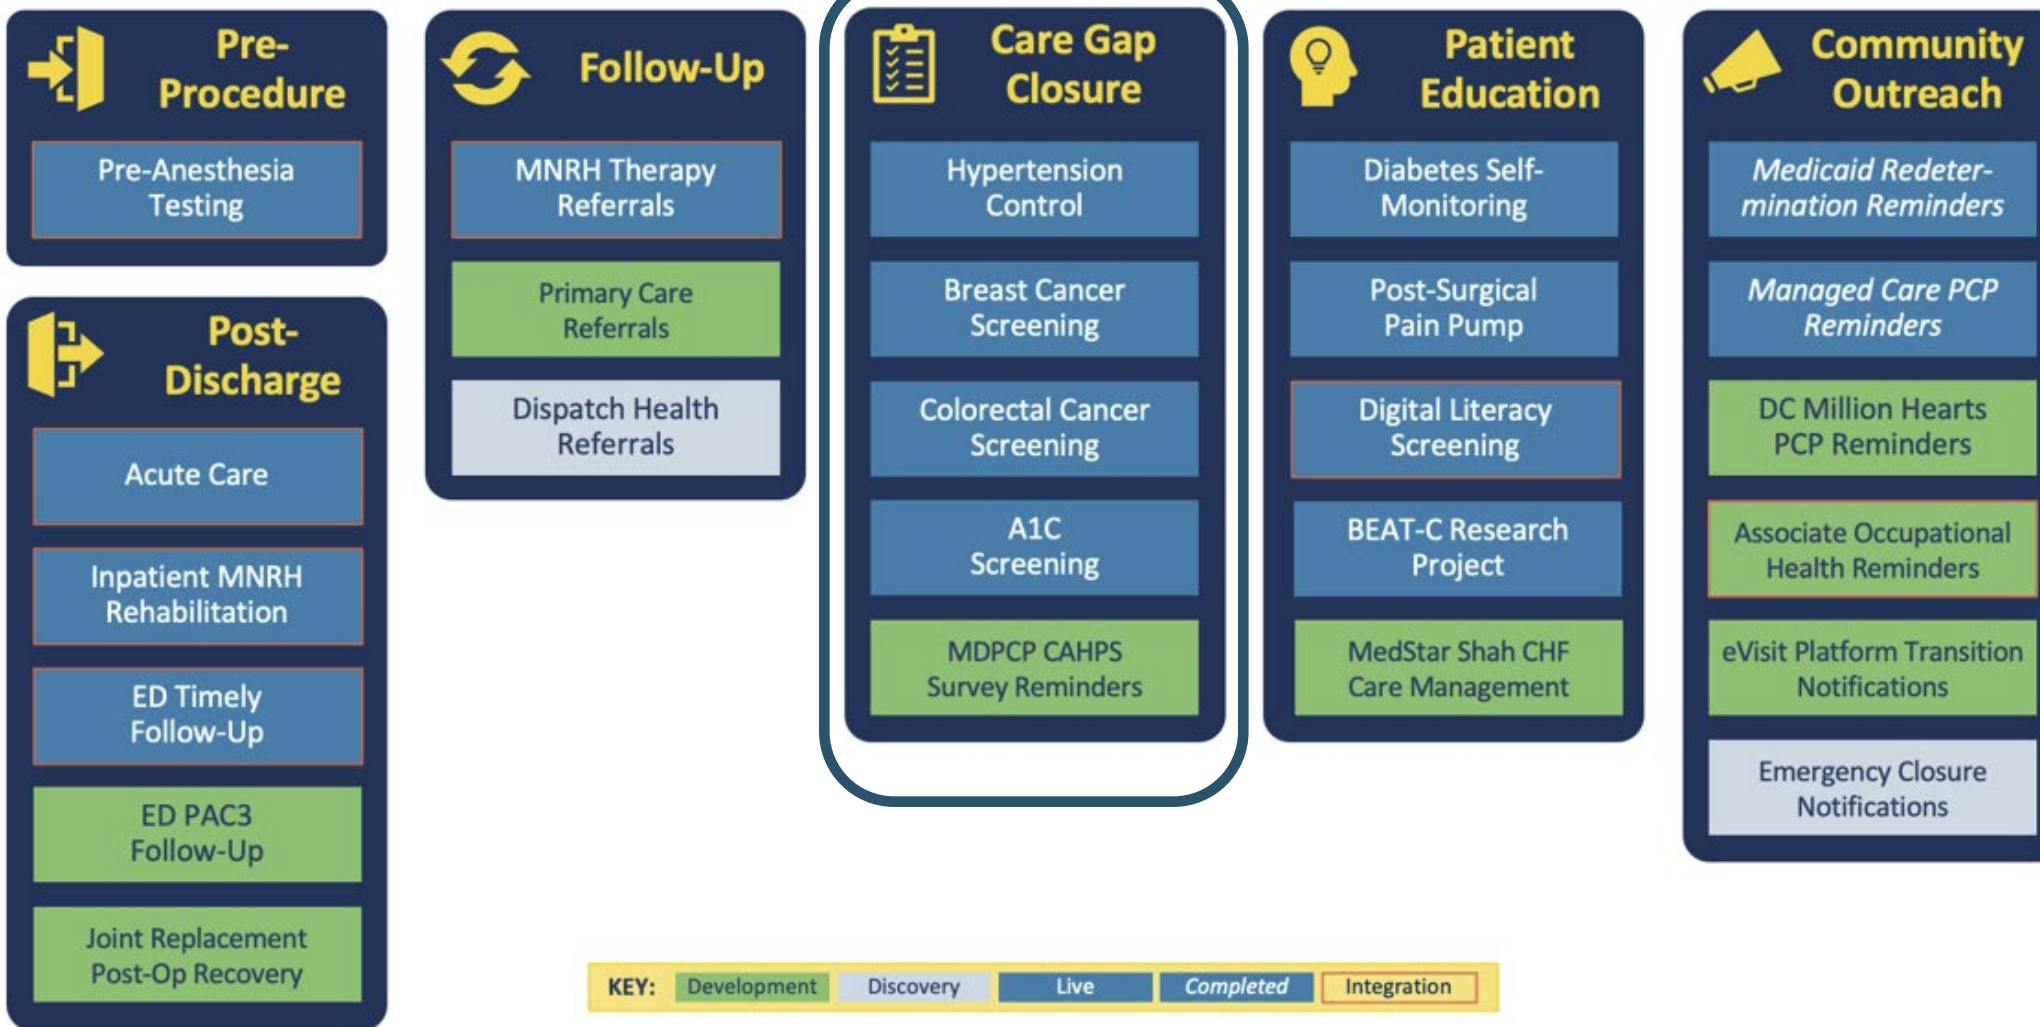 Pre-
Procedure
Pre-Anesthesia
Testing
Post-
Discharge
Acute Care
Inpatient MNRH
Rehabilitation
ED Timely
Follow-Up
ED PAC3
Follow-Up
Joint Replacement
Post-Op Recovery
Follow-Up
MNRH Therapy
Referrals
Primary Care
Referrals
Dispatch Health
Referrals
Care Gap
Closure
Hypertension
Control
Breast Cancer
Screening
Colorectal Cancer
Screening
A1C
Screening
MDPCP CAHPS
Survey Reminders
Patient
Education
Diabetes Self-
Monitoring
Post-Surgical
Pain Pump
Digital Literacy
Screening
BEAT-C Research
Project
MedStar Shah CHF
Care Management
Community
Outreach
Medicaid Redeter-
mination Reminders
Managed Care PCP
Reminders
DC Million Hearts
PCP Reminders
Associate Occupational
Health Reminders
eVisit Platform Transition
Notifications
Emergency Closure
Notifications
KEY: Development Discovery Live Completed Integration